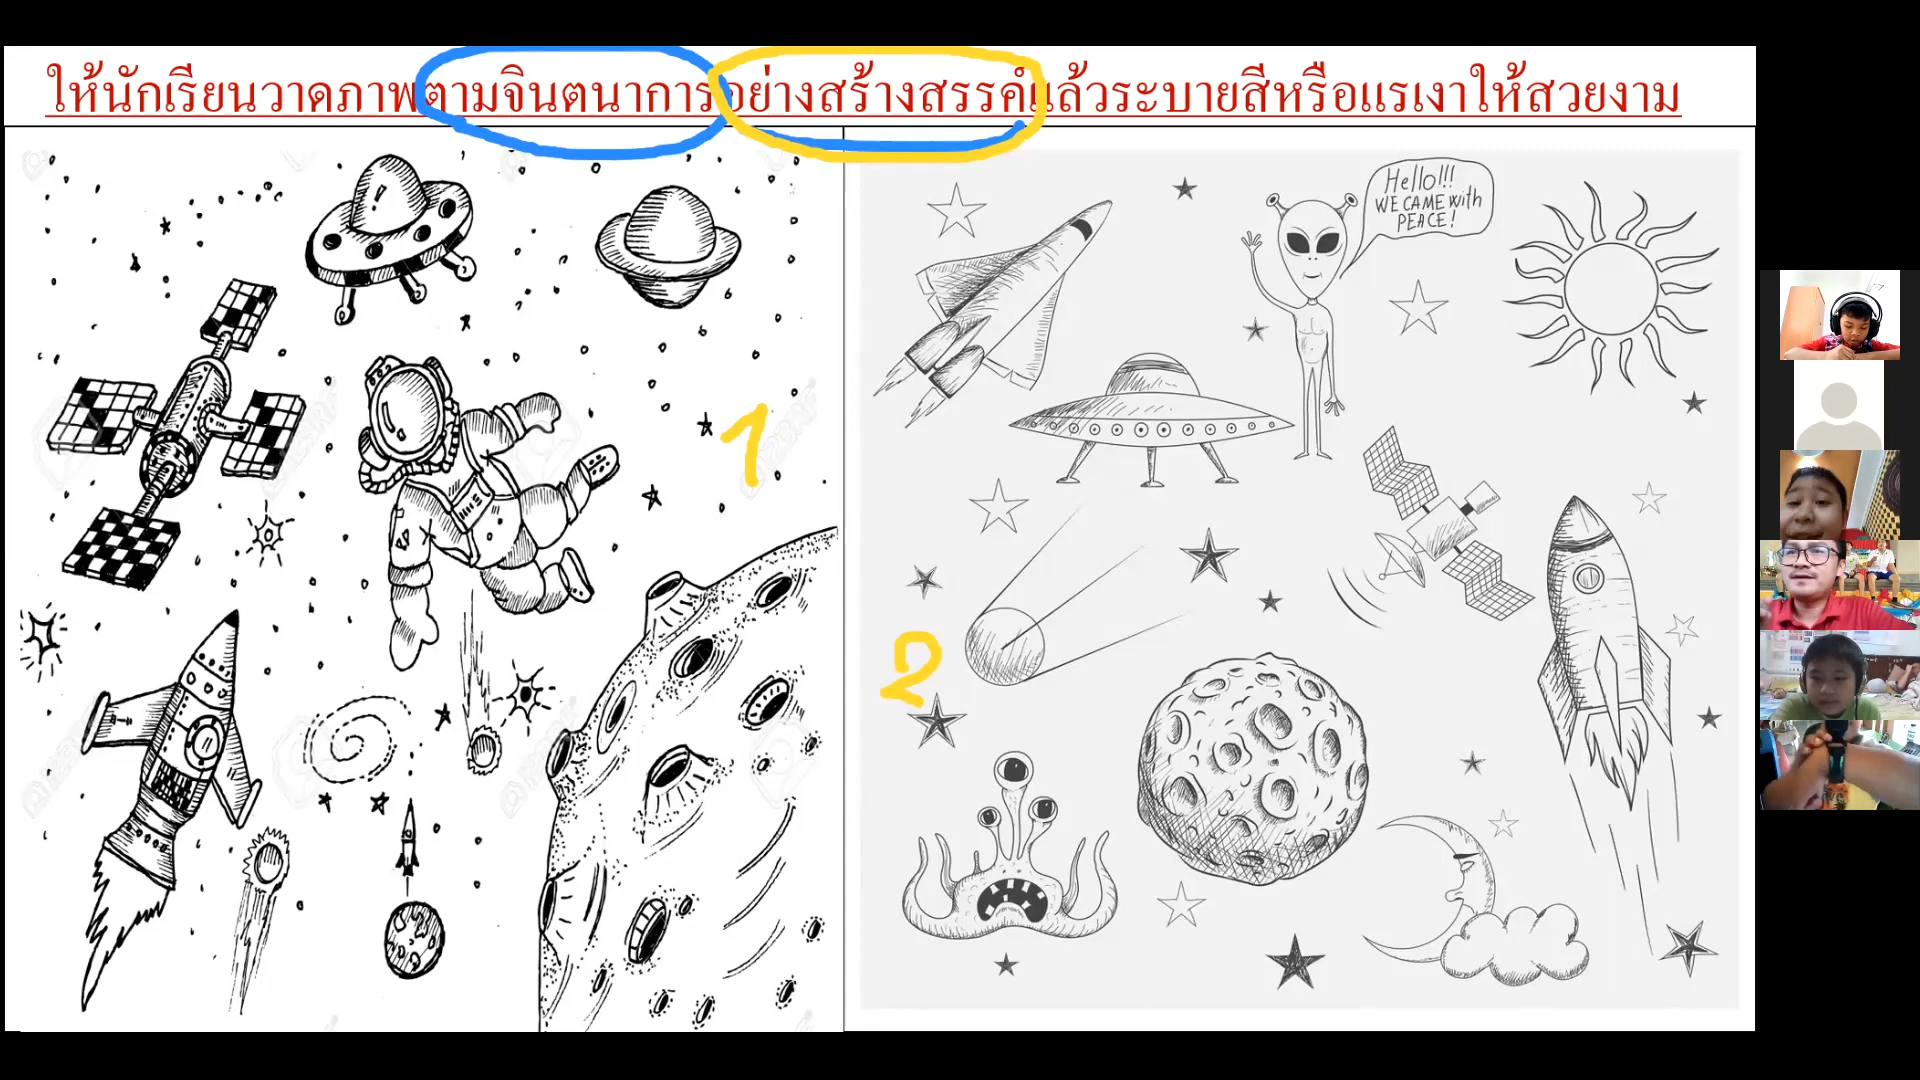 ให้นักเรียนวาดภาพตามจินตนาการอย่างสร้างสรรค์แล้วระบายสีหรือแรเงาให้สวยงาม
Hello!!!
WE CAME with
PEACE!
1
2